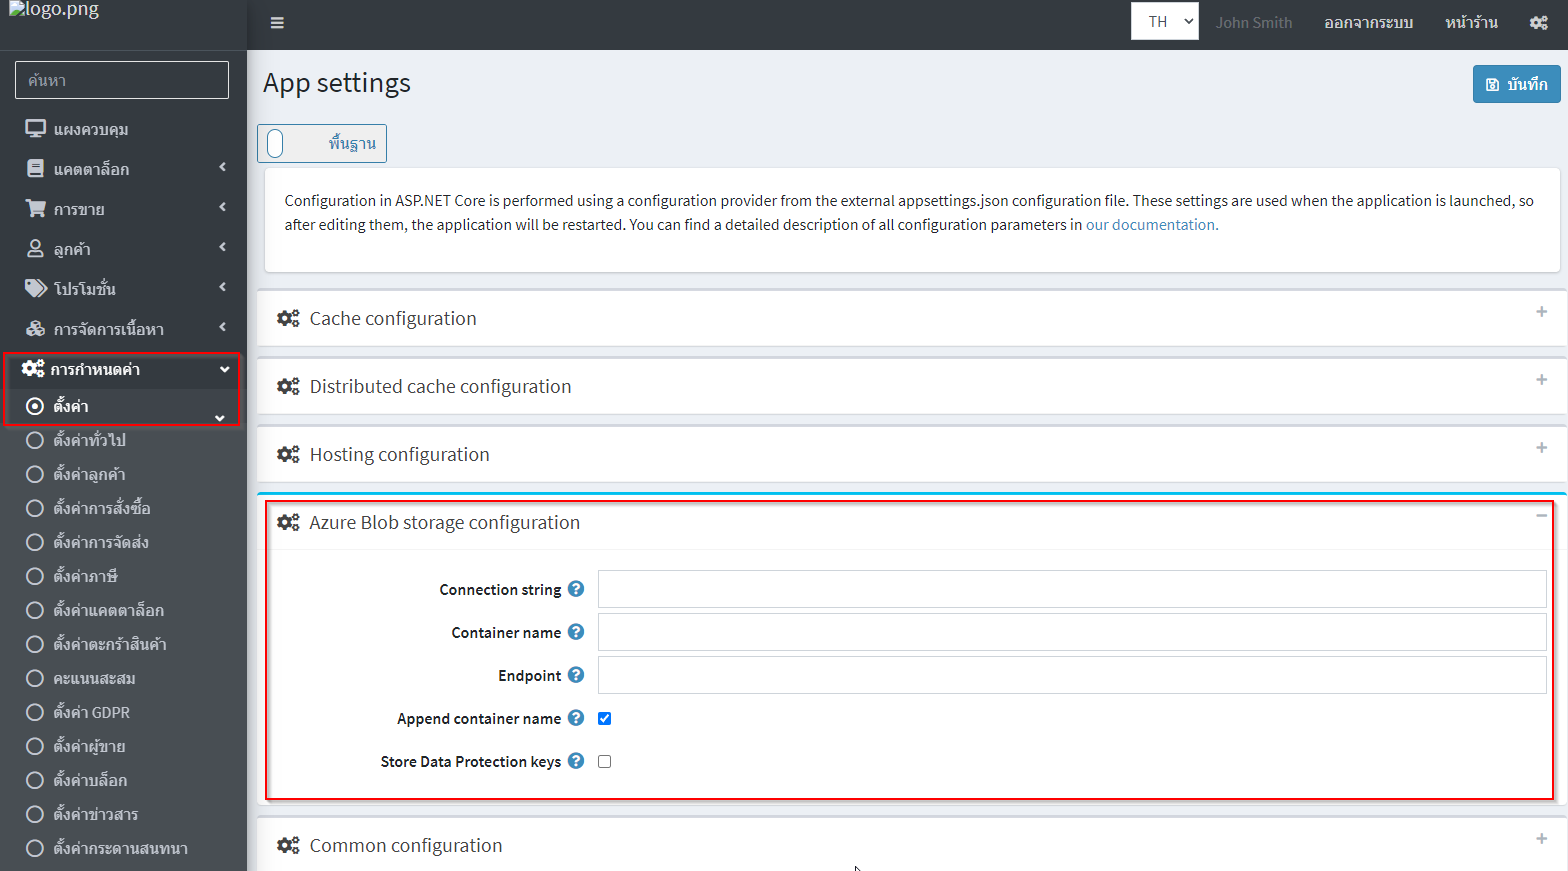 logo.png
TH
John Smith
ออกจากระบบ
หน้าร้าน
ค้นหา
แผงควบคุม
แคตตาล็อก
การขาย
ลูกค้า
โปรโมชั่น
การจัดการเนื้อหา
การกำหนดค่า
ตั้งค่า
ตั้งค่าทั่วไป
ตั้งค่าลูกค้า
ตั้งค่าการสั่งซื้อ
ตั้งค่าการจัดส่ง
ตั้งค่าภาษี
ตั้งค่าแคตตาล็อก
ตั้งค่าตะกร้าสินค้า
คะแนนสะสม
ตั้งค่า GDPR
ตั้งค่าผู้ขาย
ตั้งค่าบล็อก
ตั้งค่าข่าวสาร
ตั้งค่ากระดานสนทนา
App settings
บันทึก
พื้นฐาน
Configuration in ASP.NET Core is performed using a configuration provider from the external appsettings.json configuration file. These settings are used when the application is launched, so
after editing them, the application will be restarted. You can find a detailed description of all configuration parameters in our documentation.
Cache configuration
Distributed cache configuration
Hosting configuration
Azure Blob storage configuration
Connection string
Container name
Endpoint
Append container name
Store Data Protection keys
Common configuration